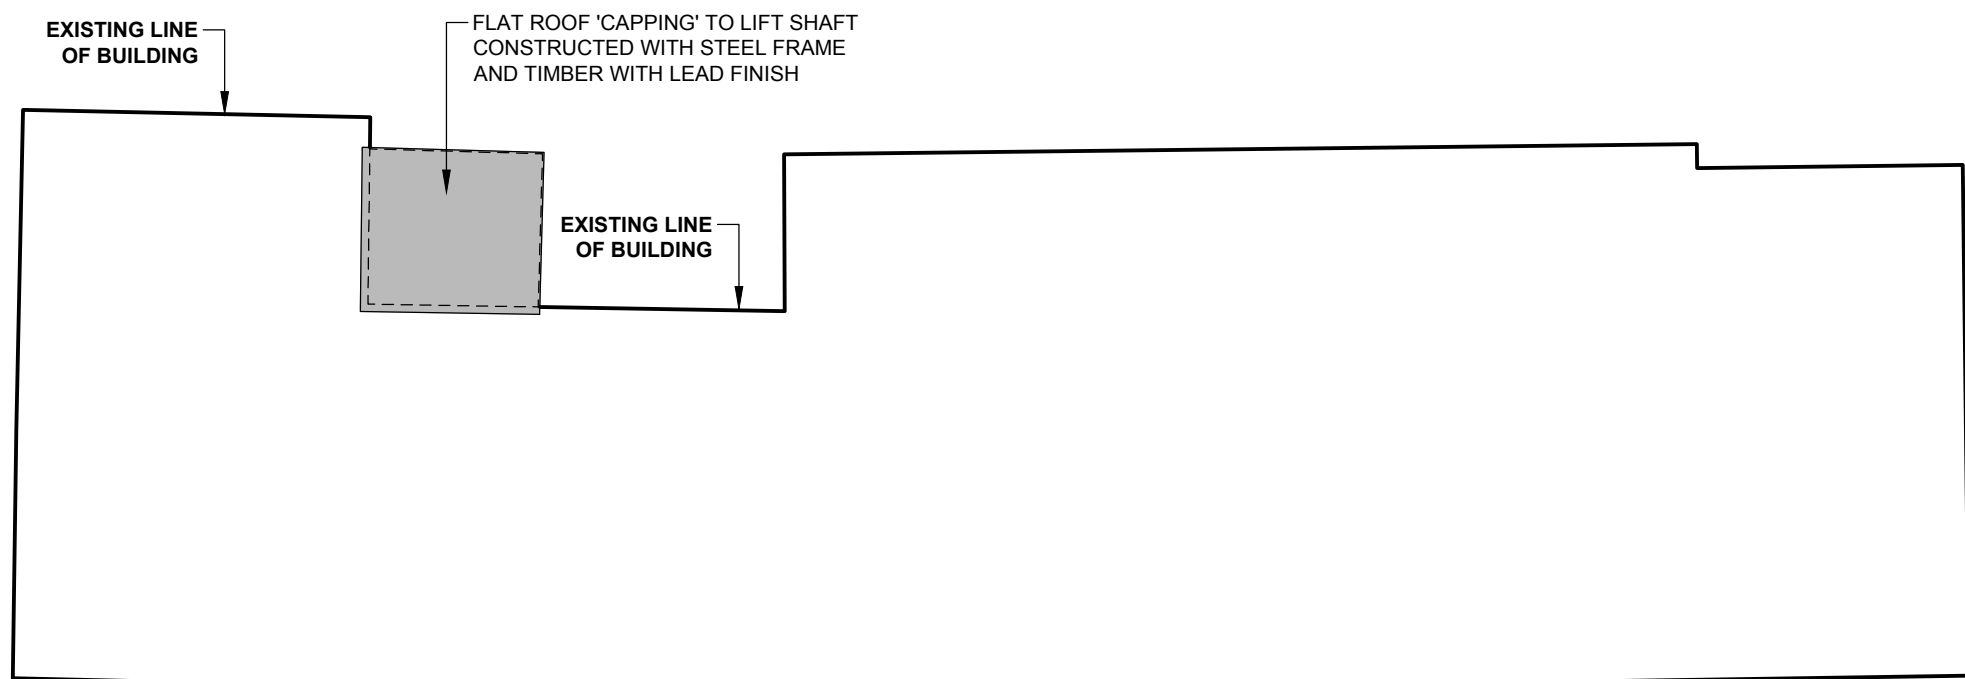 EXISTING LINE
OF BUILDING
FLAT ROOF 'CAPPING' TO LIFT SHAFT
CONSTRUCTED WITH STEEL FRAME
AND TIMBER WITH LEAD FINISH
EXISTING LINE
OF BUILDING